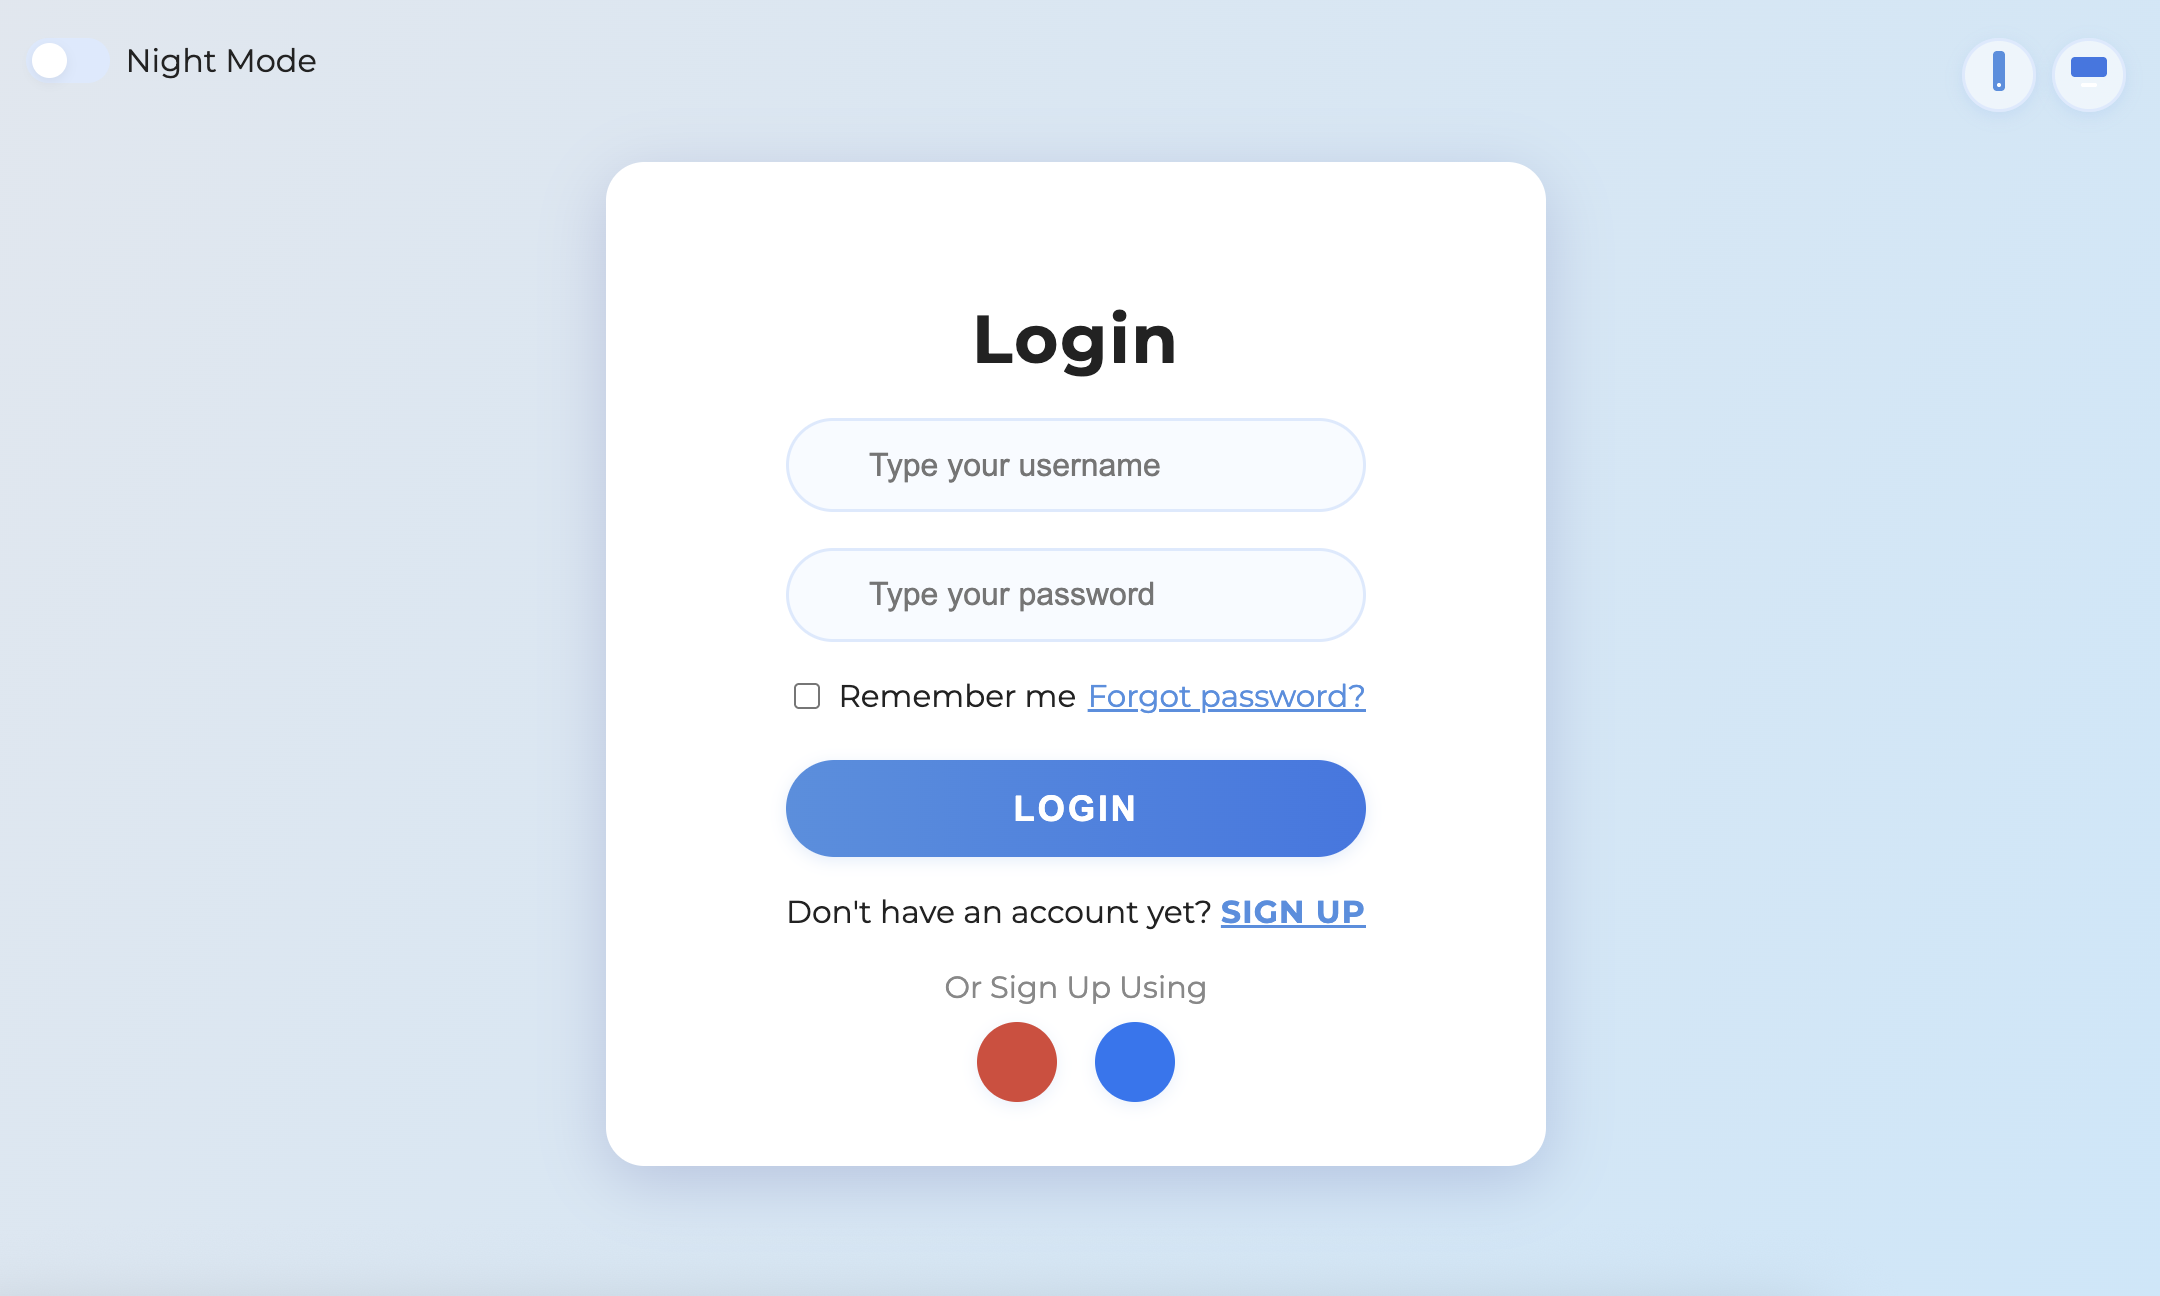 Night Mode
Login
Type your username
Type your password
Remember me Forgot password?
LOGIN
Don't have an account yet? SIGN UP
Or Sign Up Using